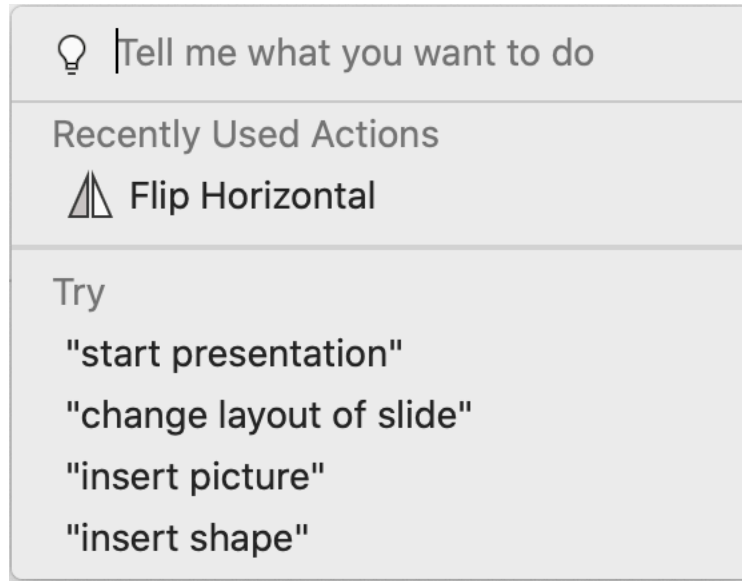 Tell me what you want to do
Recently Used Actions
Flip Horizontal
Try
"start presentation"
"change layout of slide"
"insert picture"
"insert shape"